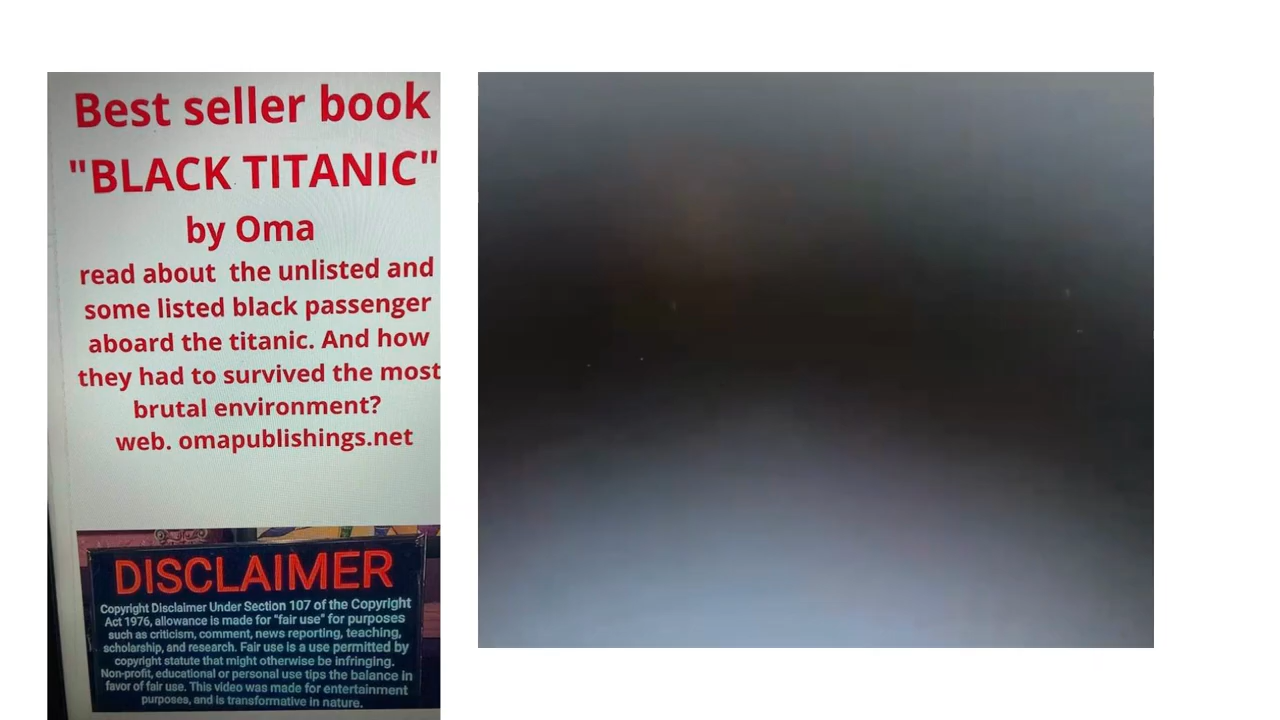 Best seller book
"BLACK TITANIC"
by Oma
read about the unlisted and
some listed black passenger
aboard the titanic. And how
they had to survived the most
brutal environment?
web. omapublishings.net
DISCLAIMER
Copyright Disclaimer Under Section 107 of the Copyright
Act 1976, allowance is made for "fair use" for purposes
such as criticism, comment, news reporting, teaching,
scholarship, and research. Fair use is a use permitted by
copyright statute that might otherwise be infringing.
Non-profit, educational or personal use tips the balance in
favor of fair use. This video was made for entertainment
purposes, and is transformative in nature.